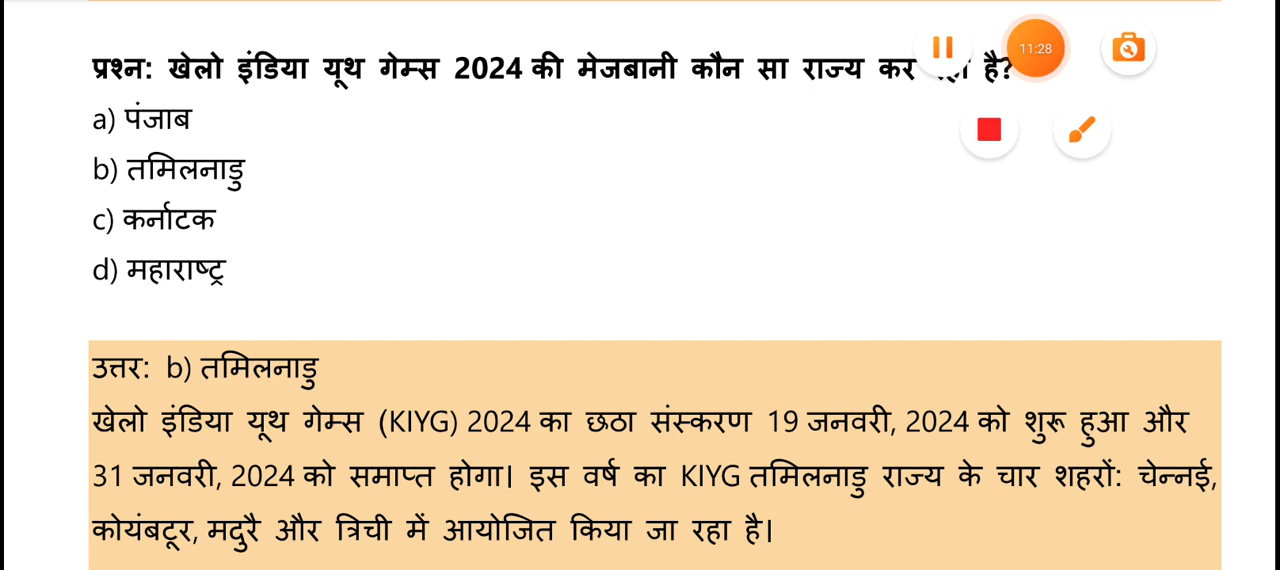 प्रश्न: खेलो इंडिया यूथ गेम्स 2024 की मेजबानी कौन सा राज्य कर है?
11:28
a) पंजाब
b) तमिलनाडु
c) कर्नाटक
d) महाराष्ट्र
उत्तर: b) तमिलनाडु
खेलो इंडिया यूथ गेम्स (KIYG) 2024 का छठा संस्करण 19 जनवरी, 2024 को शुरू हुआ और
31 जनवरी, 2024 को समाप्त होगा। इस वर्ष का KIYG तमिलनाडु राज्य के चार शहरों: चेन्नई,
कोयंबटूर, मदुरै और त्रिची में आयोजित किया जा रहा है।